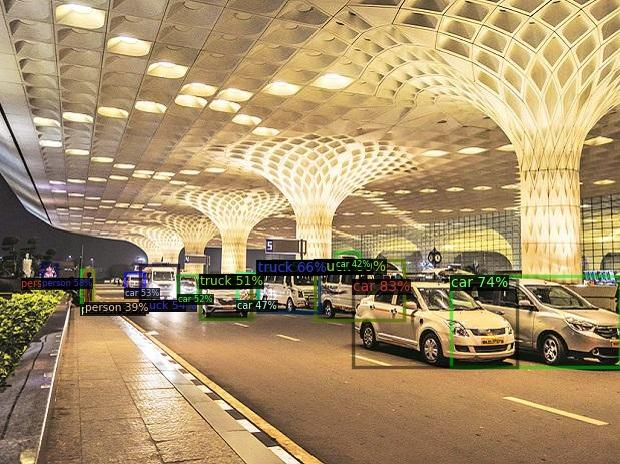 5
truck 66%
car 42%
9%
car 83%
car 74%
truck 51%
person 58%
car 53%
car 52%
car 47%
person 39%